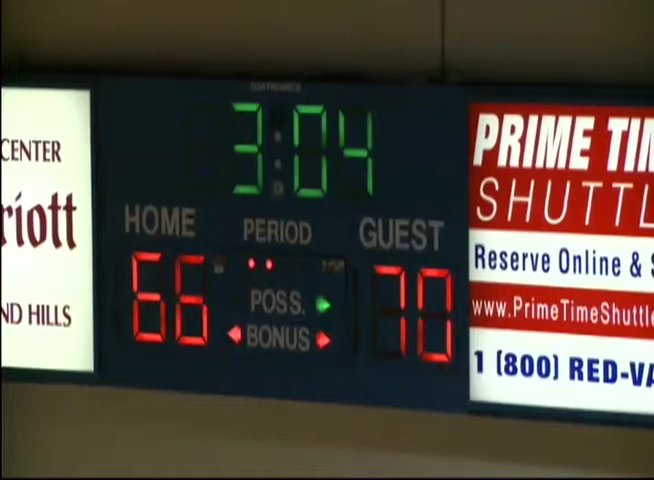 DAKTRONICS
CENTER
riott
ND HILLS
3:04
HOME
PERIOD
GUEST
66
70
POSS.
BONUS
PRIME TIM
SHUTTL
Reserve Online & S
www.PrimeTimeShuttle
1 (800) RED-VA